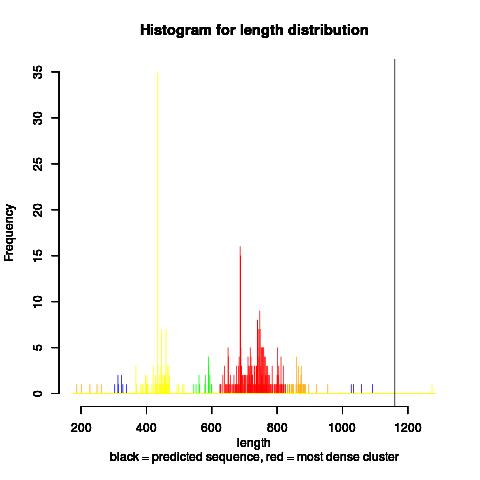 Histogram for length distribution
Frequency
35
30
25
20
15
10
5
0
200 400 600 800 1000 1200
length
black = predicted sequence, red = most dense cluster